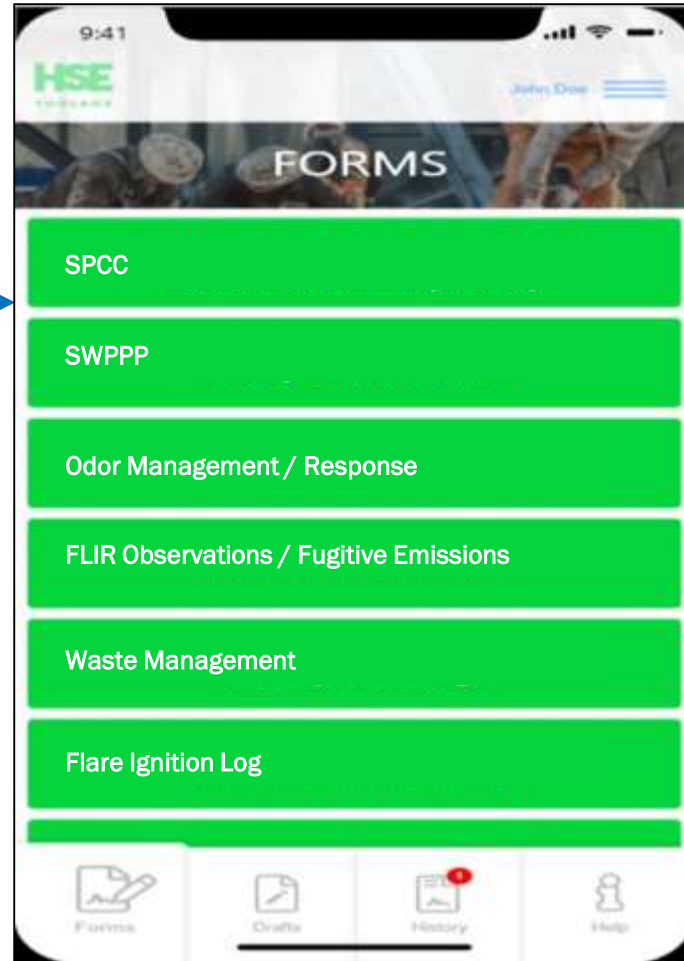 9:41
HSE
John Doe
FORMS
SPCC
SWPPP
Odor Management / Response
FLIR Observations / Fugitive Emissions
Waste Management
Flare Ignition Log
Forms
Drafts
History
Help